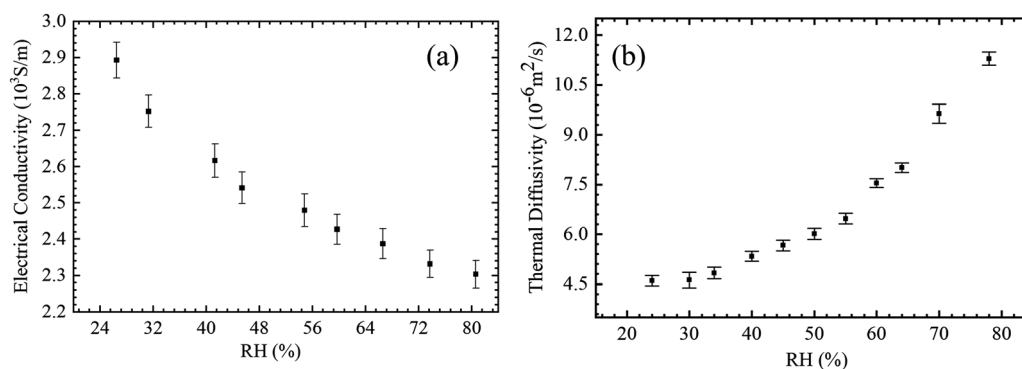 3.0
2.9
2.8
2.7
2.6
2.5
2.4
2.3
2.2
Electrical Conductivity (10³S/m)
(a)
24 32 40 48 56 64 72 80
RH (%)
12.0
10.5
9.0
7.5
6.0
4.5
Thermal Diffusivity (10⁻⁶m²/s)
(b)
20 30 40 50 60 70 80
RH (%)